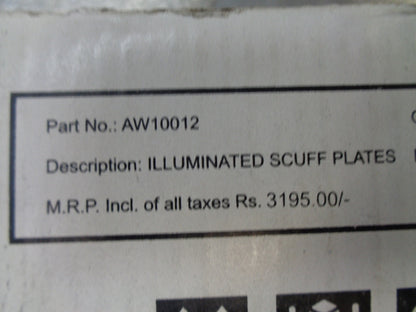 Part No.: AW10012
Description: ILLUMINATED SCUFF PLATES
M.R.P. Incl. of all taxes Rs. 3195.00/-